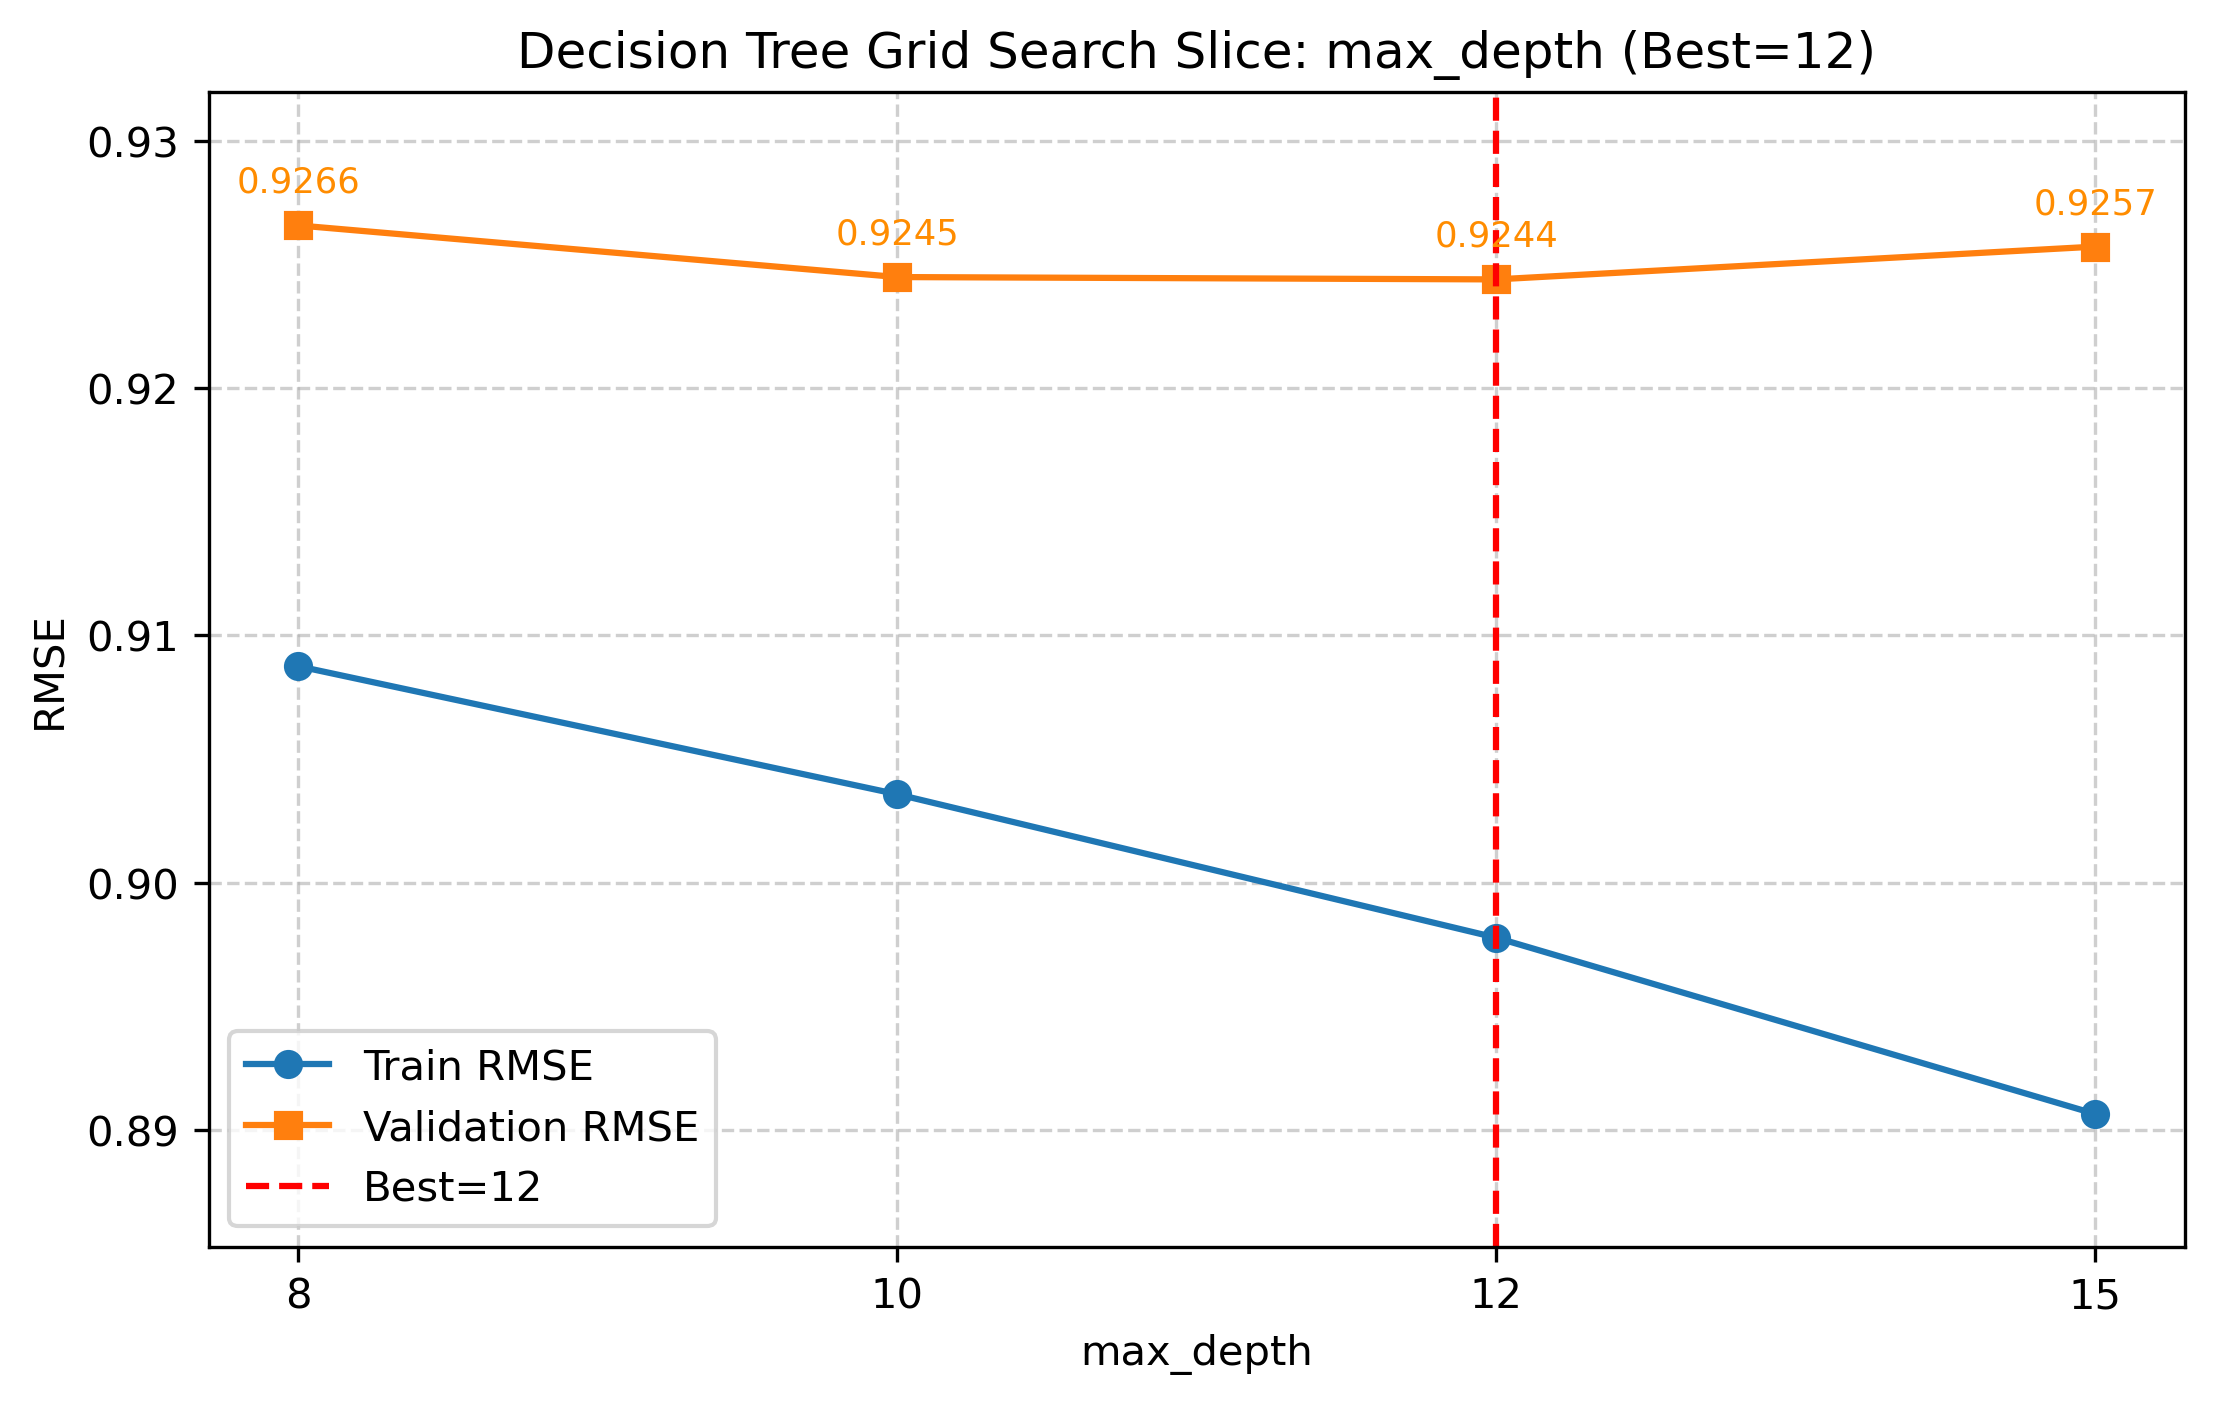 Decision Tree Grid Search Slice: max_depth (Best=12)
0.93
0.92
0.91
0.90
0.89
RMSE
0.9266
0.9245
0.9244
0.9257
Train RMSE
Validation RMSE
Best=12
8 10 12 15
max_depth